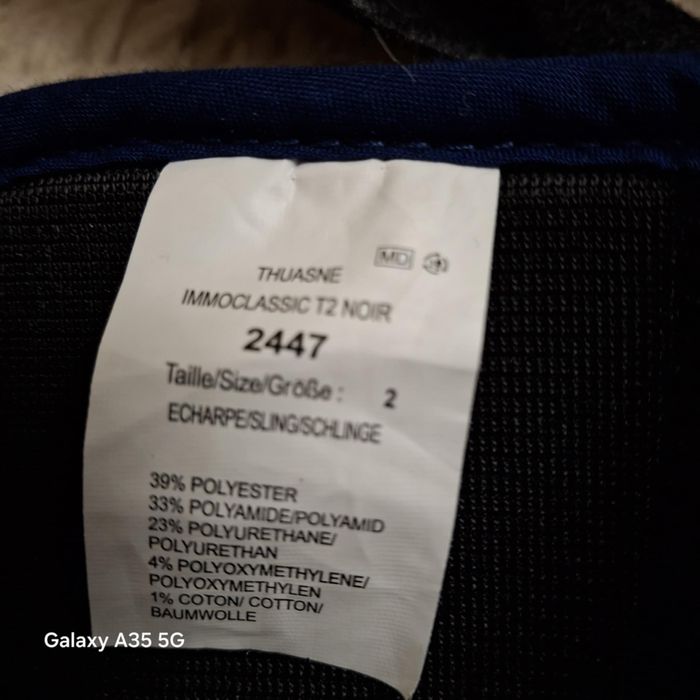 MD
THUASNE
IMMOCLASSIC T2 NOIR
2447
Taille/Size/Größe : 2
ECHARPE/SLING/SCHLINGE
39% POLYESTER
33% POLYAMIDE/POLYAMID
23% POLYURETHANE/
POLYURETHAN
4% POLYOXYMETHYLENE/
POLYOXYMETHYLEN
1% COTON/ COTTON/
BAUMWOLLE
Galaxy A35 5G